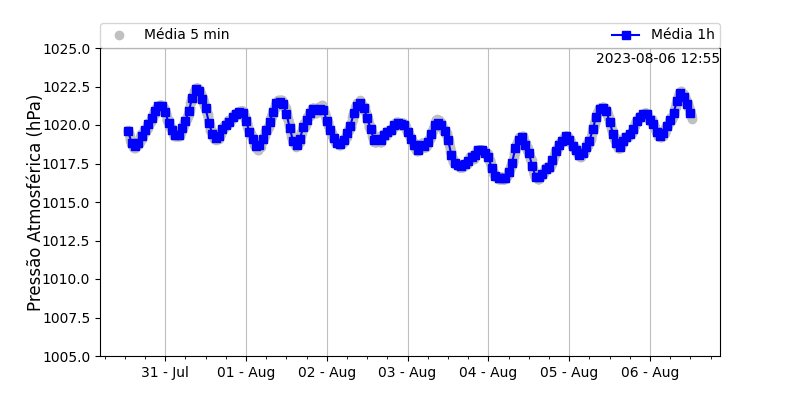 Média 5 min
Média 1h
2023-08-06 12:55
Pressão Atmosférica (hPa)
1025.0
1022.5
1020.0
1017.5
1015.0
1012.5
1010.0
1007.5
1005.0
31 - Jul
01 - Aug
02 - Aug
03 - Aug
04 - Aug
05 - Aug
06 - Aug